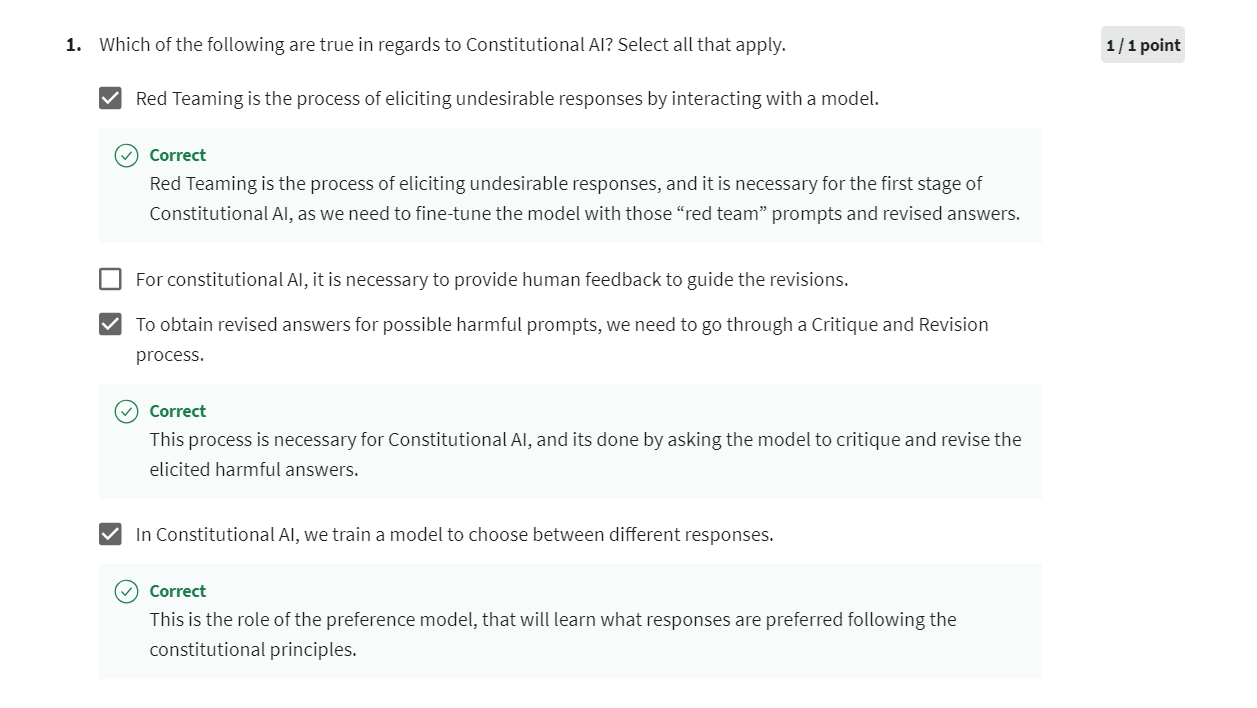 1. Which of the following are true in regards to Constitutional AI? Select all that apply.
1 / 1 point
Red Teaming is the process of eliciting undesirable responses by interacting with a model.
Correct
Red Teaming is the process of eliciting undesirable responses, and it is necessary for the first stage of
Constitutional AI, as we need to fine-tune the model with those “red team” prompts and revised answers.
For constitutional AI, it is necessary to provide human feedback to guide the revisions.
To obtain revised answers for possible harmful prompts, we need to go through a Critique and Revision
process.
Correct
This process is necessary for Constitutional AI, and its done by asking the model to critique and revise the
elicited harmful answers.
In Constitutional AI, we train a model to choose between different responses.
Correct
This is the role of the preference model, that will learn what responses are preferred following the
constitutional principles.